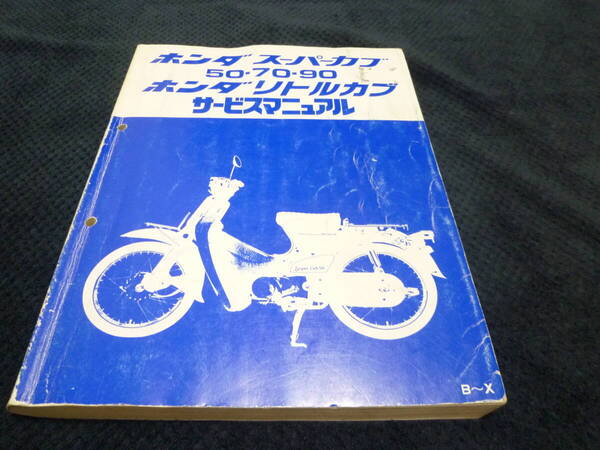 ホンダ スーパーカブ
50・70・90
ホンダ リトルカブ
サービスマニュアル
B〜X